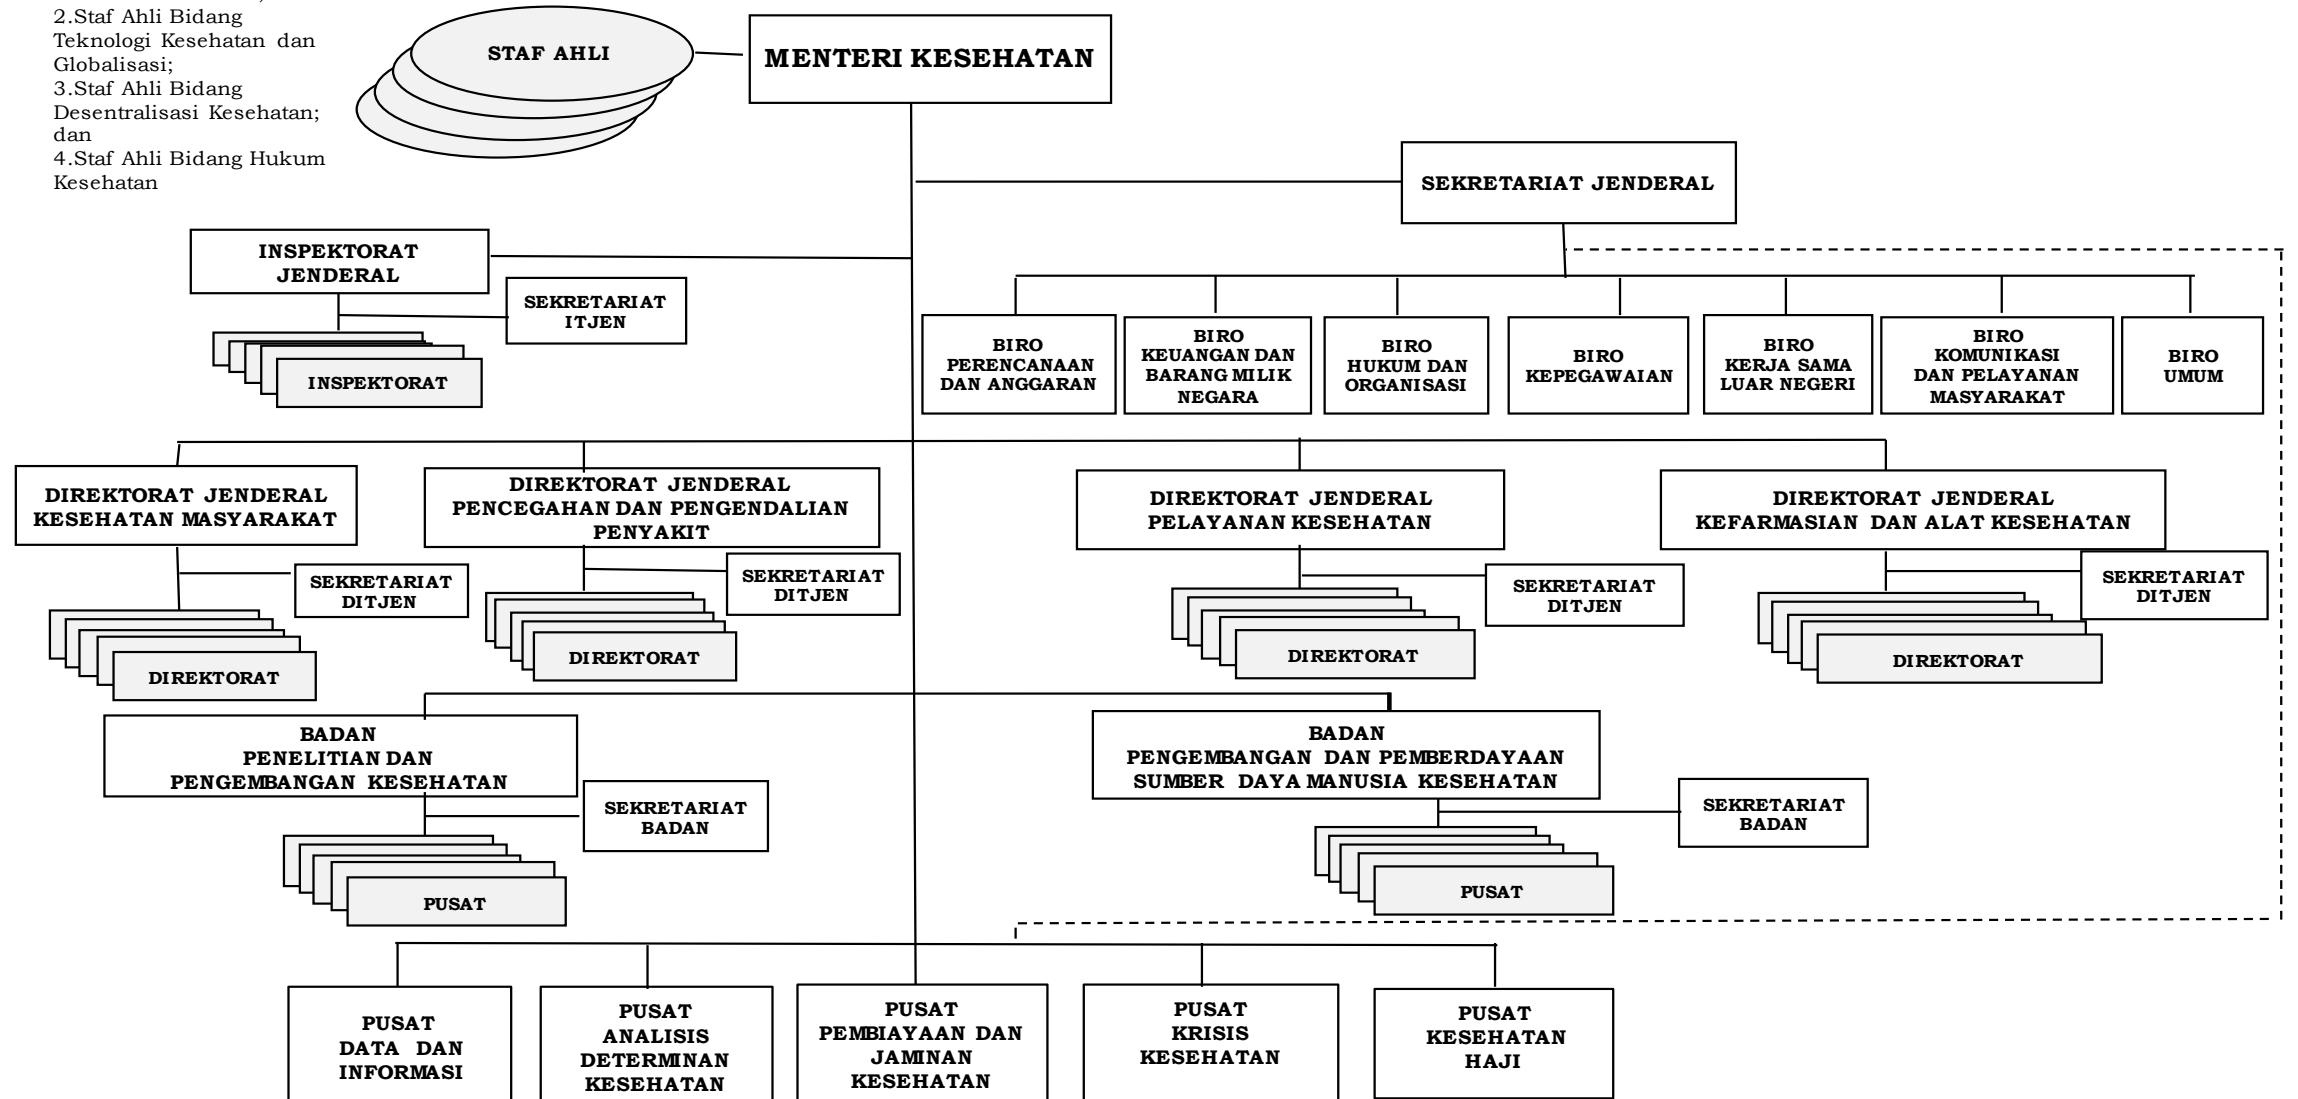 2.Staf Ahli Bidang
Teknologi Kesehatan dan
Globalisasi;
3.Staf Ahli Bidang
Desentralisasi Kesehatan;
dan
4.Staf Ahli Bidang Hukum
Kesehatan
STAF AHLI
MENTERI KESEHATAN
SEKRETARIAT JENDERAL
INSPEKTORAT
JENDERAL
SEKRETARIAT
ITJEN
INSPEKTORAT
BIRO
PERENCANAAN
DAN ANGGARAN
BIRO
KEUANGAN DAN
BARANG MILIK
NEGARA
BIRO
HUKUM DAN
ORGANISASI
BIRO
KEPEGAWAIAN
BIRO
KERJA SAMA
LUAR NEGERI
BIRO
KOMUNIKASI
DAN PELAYANAN
MASYARAKAT
BIRO
UMUM
DIREKTORAT JENDERAL
KESEHATAN MASYARAKAT
SEKRETARIAT
DITJEN
DIREKTORAT
DIREKTORAT JENDERAL
PENCEGAHAN DAN PENGENDALIAN
PENYAKIT
SEKRETARIAT
DITJEN
DIREKTORAT
DIREKTORAT JENDERAL
PELAYANAN KESEHATAN
SEKRETARIAT
DITJEN
DIREKTORAT
DIREKTORAT JENDERAL
KEFARMASIAN DAN ALAT KESEHATAN
SEKRETARIAT
DITJEN
DIREKTORAT
BADAN
PENELITIAN DAN
PENGEMBANGAN KESEHATAN
SEKRETARIAT
BADAN
PUSAT
BADAN
PENGEMBANGAN DAN PEMBERDAYAAN
SUMBER DAYA MANUSIA KESEHATAN
SEKRETARIAT
BADAN
PUSAT
PUSAT
DATA DAN
INFORMASI
PUSAT
ANALISIS
DETERMINAN
KESEHATAN
PUSAT
PEMBIAYAAN DAN
JAMINAN
KESEHATAN
PUSAT
KRISIS
KESEHATAN
PUSAT
KESEHATAN
HAJI